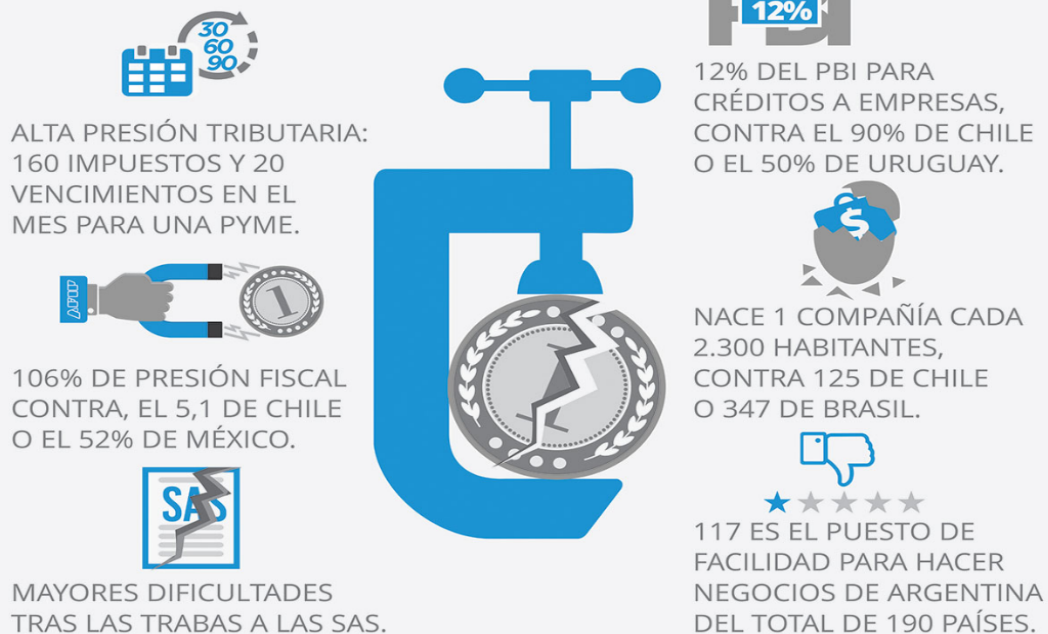 30
60
90
ALTA PRESIÓN TRIBUTARIA:
160 IMPUESTOS Y 20
VENCIMIENTOS EN EL
MES PARA UNA PYME.
1
106% DE PRESIÓN FISCAL
CONTRA, EL 5,1 DE CHILE
O EL 52% DE MÉXICO.
SAS
MAYORES DIFICULTADES
TRAS LAS TRABAS A LAS SAS.
1
12%
PBI
12% DEL PBI PARA
CRÉDITOS A EMPRESAS,
CONTRA EL 90% DE CHILE
O EL 50% DE URUGUAY.
$
NACE 1 COMPAÑÍA CADA
2.300 HABITANTES,
CONTRA 125 DE CHILE
O 347 DE BRASIL.
117 ES EL PUESTO DE
FACILIDAD PARA HACER
NEGOCIOS DE ARGENTINA
DEL TOTAL DE 190 PAÍSES.